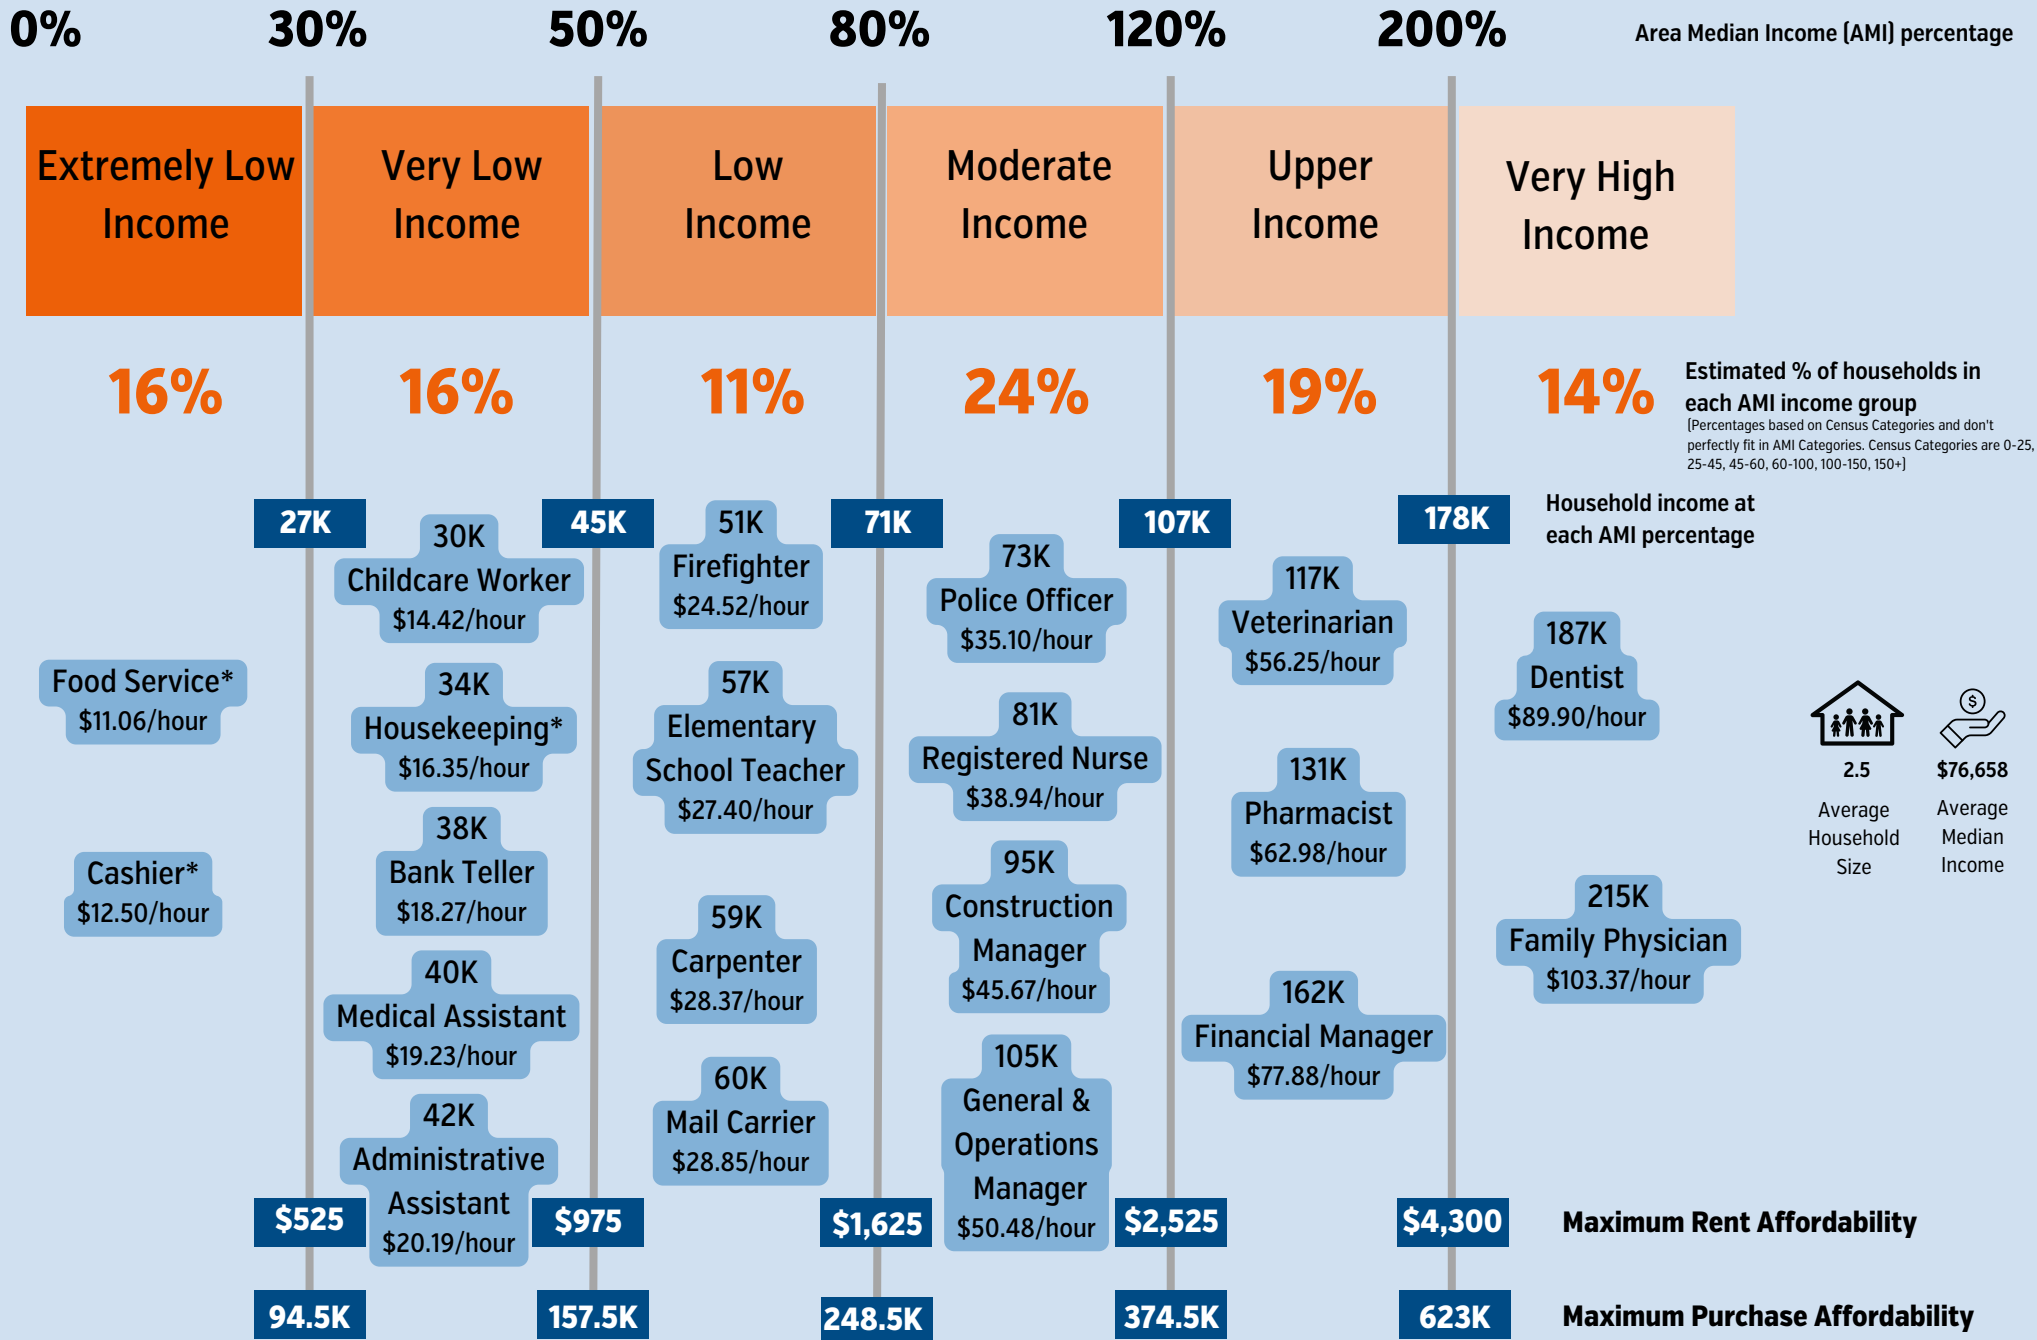 0%
30%
50%
80%
120%
200%
Area Median Income (AMI) percentage
Extremely Low
Income
Very Low
Income
Low
Income
Moderate
Income
Upper
Income
Very High
Income
16%
16%
11%
24%
19%
14%
Estimated % of households in
each AMI income group
(Percentages based on Census Categories and don't
perfectly fit in AMI Categories. Census Categories are 0-25,
25-45, 45-60, 60-100, 100-150, 150+)
27K
45K
71K
107K
178K
Household income at
each AMI percentage
Food Service*
$11.06/hour
Cashier*
$12.50/hour
30K
Childcare Worker
$14.42/hour
34K
Housekeeping*
$16.35/hour
38K
Bank Teller
$18.27/hour
40K
Medical Assistant
$19.23/hour
42K
Administrative
Assistant
$20.19/hour
51K
Firefighter
$24.52/hour
57K
Elementary
School Teacher
$27.40/hour
59K
Carpenter
$28.37/hour
60K
Mail Carrier
$28.85/hour
73K
Police Officer
$35.10/hour
81K
Registered Nurse
$38.94/hour
95K
Construction
Manager
$45.67/hour
105K
General &
Operations
Manager
$50.48/hour
117K
Veterinarian
$56.25/hour
131K
Pharmacist
$62.98/hour
162K
Financial Manager
$77.88/hour
187K
Dentist
$89.90/hour
215K
Family Physician
$103.37/hour
$
2.5
Average
Household
Size
$76,658
Average
Median
Income
$525
$975
$1,625
$2,525
$4,300
Maximum Rent Affordability
94.5K
157.5K
248.5K
374.5K
623K
Maximum Purchase Affordability